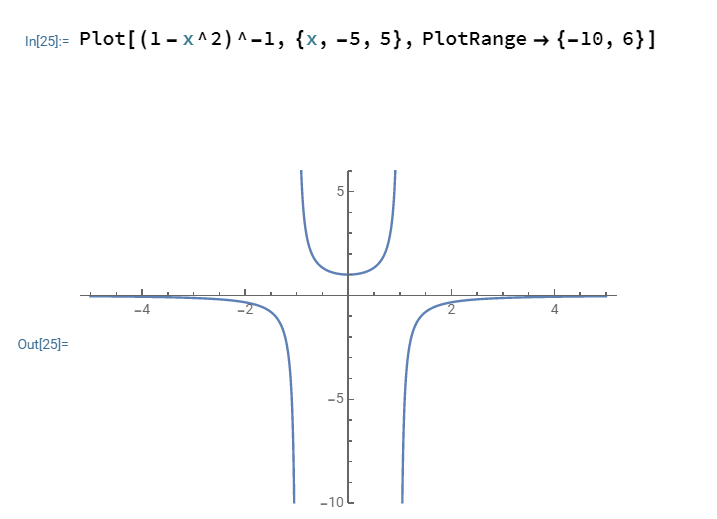 In[25]:= Plot[(1-x^2)^-1, {x, -5, 5}, PlotRange → {-10, 6}]
5
-4 -2 2 4
Out[25]=
-5
-10